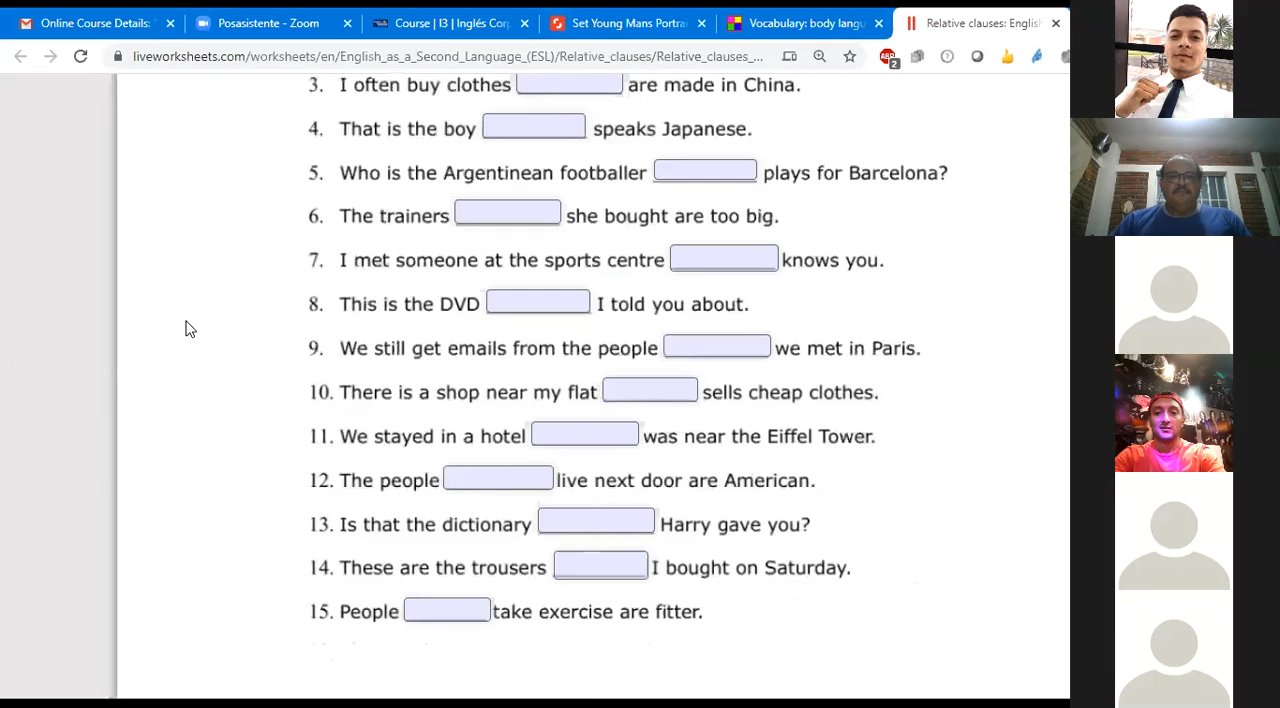 Online Course Details:
Posasistente - Zoom
Course | I3 | Inglés Cor
Set Young Mans Portra
Vocabulary: body langu
Relative clauses: Englis
liveworksheets.com/worksheets/en/English_as_a_Second_Language_(ESL)/Relative_clauses/Relative_clauses_...
2
3. I often buy clothes are made in China.
4. That is the boy speaks Japanese.
5. Who is the Argentinean footballer plays for Barcelona?
6. The trainers she bought are too big.
7. I met someone at the sports centre knows you.
8. This is the DVD I told you about.
9. We still get emails from the people we met in Paris.
10. There is a shop near my flat sells cheap clothes.
11. We stayed in a hotel was near the Eiffel Tower.
12. The people live next door are American.
13. Is that the dictionary Harry gave you?
14. These are the trousers I bought on Saturday.
15. People take exercise are fitter.